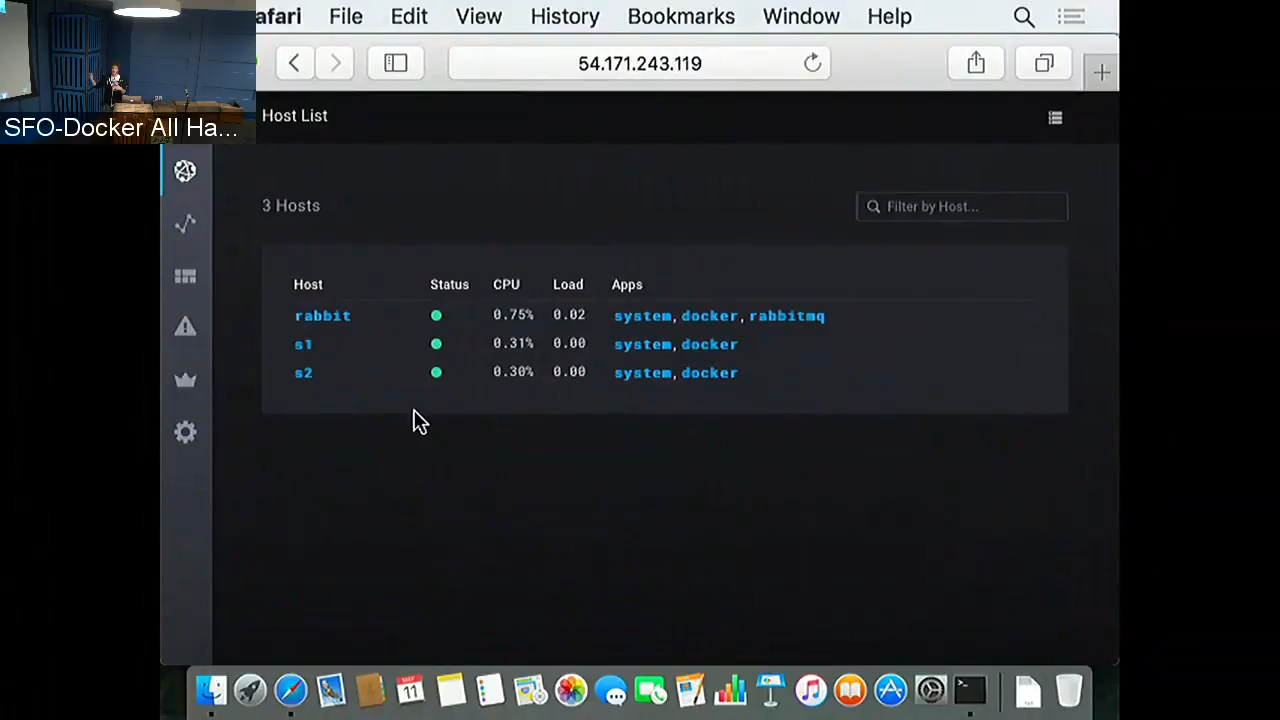 afari File Edit View History Bookmarks Window Help
54.171.243.119
SFO-Docker All Ha...
Host List
3 Hosts
Filter by Host...
Host Status CPU Load Apps
rabbit 0.75% 0.02 system, docker, rabbitmq
s1 0.31% 0.00 system, docker
s2 0.30% 0.00 system, docker
MAY
11